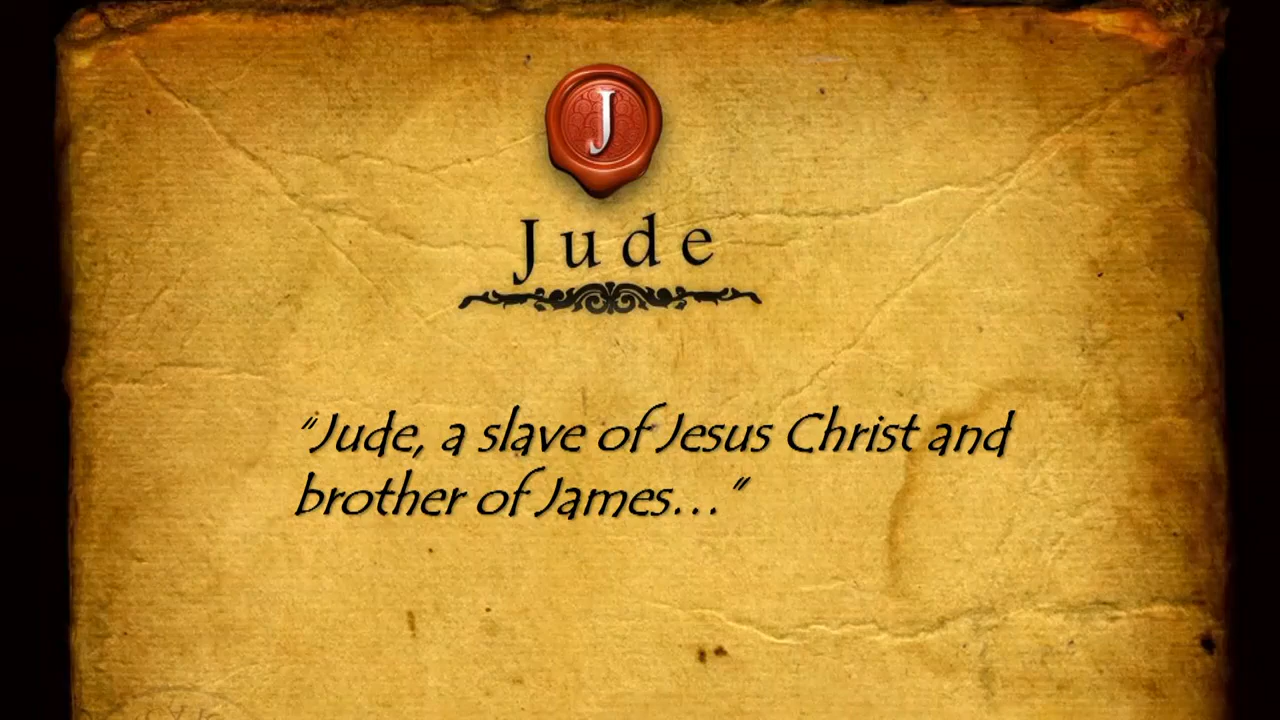 J
Jude
“Jude, a slave of Jesus Christ and
brother of James…“